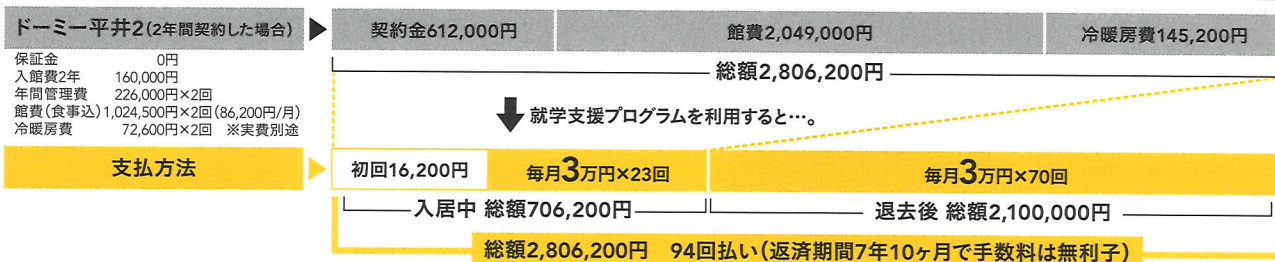 ドーミー平井2(2年間契約した場合)
契約金612,000円
館費2,049,000円
冷暖房費145,200円
保証金 0円
入館費2年 160,000円
年間管理費 226,000円×2回
館費(食事込)1,024,500円×2回(86,200円/月)
冷暖房費 72,600円×2回 ※実費別途
総額2,806,200円
就学支援プログラムを利用すると…。
支払方法
初回16,200円
毎月3万円×23回
毎月3万円×70回
入居中 総額706,200円
退去後 総額2,100,000円
総額2,806,200円 94回払い(返済期間7年10ヶ月で手数料は無利子)